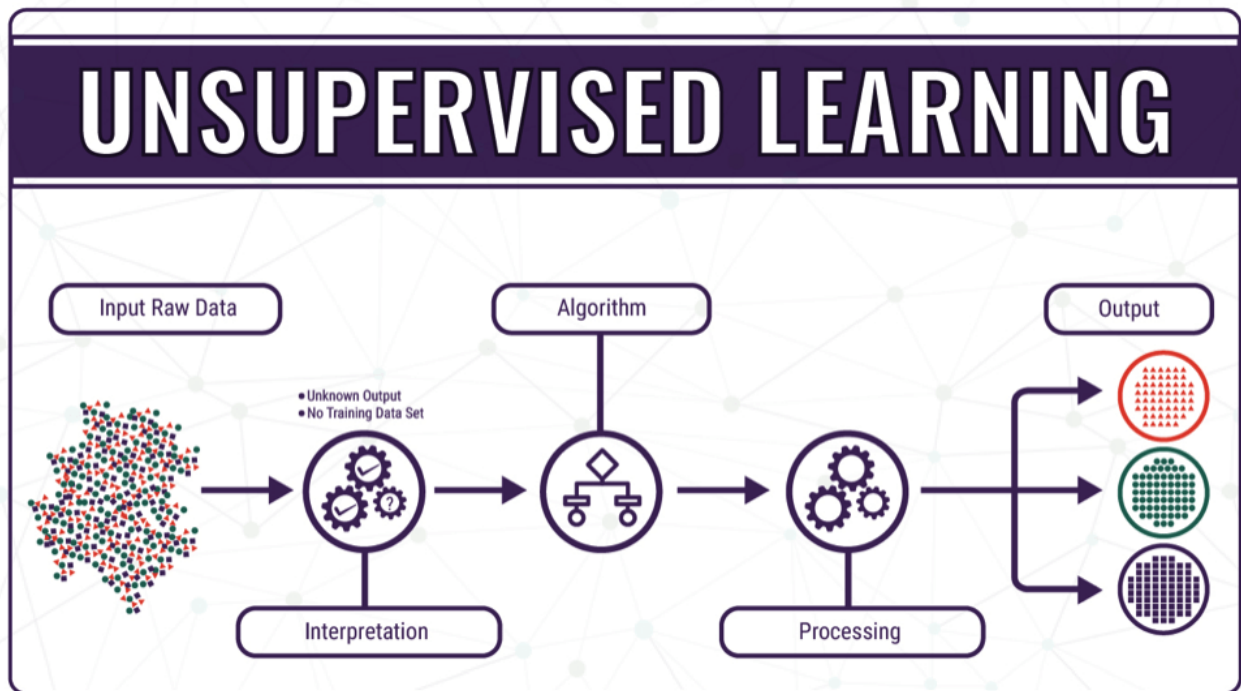 UNSUPERVISED LEARNING
Input Raw Data
Algorithm
Output
• Unknown Output
• No Training Data Set
?
Interpretation
Processing